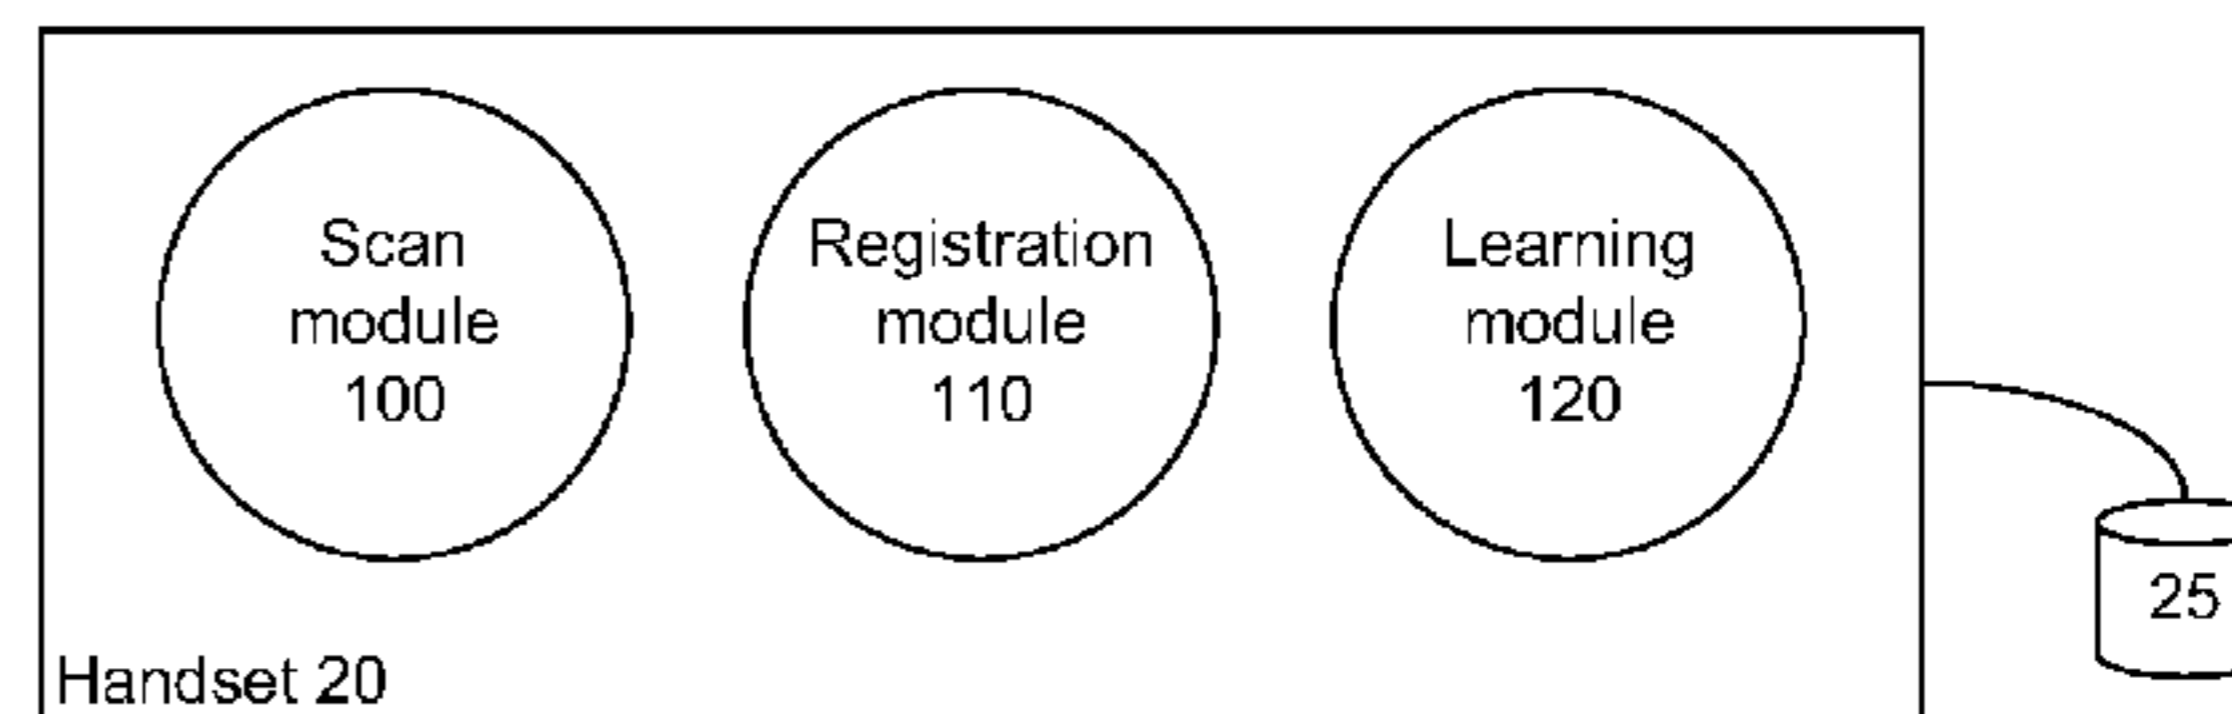 Scan
module
100
Registration
module
110
Learning
module
120
25
Handset 20